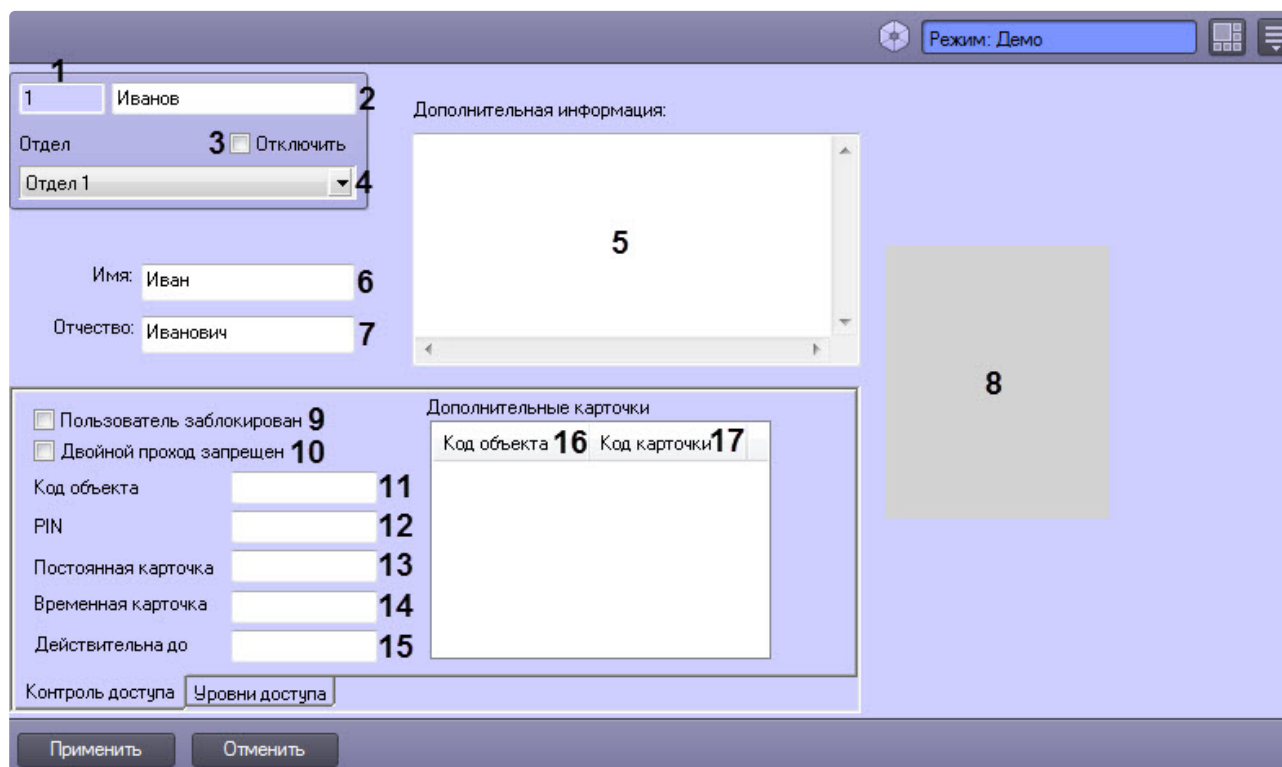 Режим: Демо
1
1 Иванов 2
Отдел 3 Отключить
Отдел 1 4
Дополнительная информация:
5
Имя: Иван 6
Отчество: Иванович 7
8
Пользователь заблокирован 9
Двойной проход запрещен 10
Код объекта 11
PIN 12
Постоянная карточка 13
Временная карточка 14
Действительна до 15
Дополнительные карточки
Код объекта 16 Код карточки 17
Контроль доступа Уровни доступа
Применить Отменить